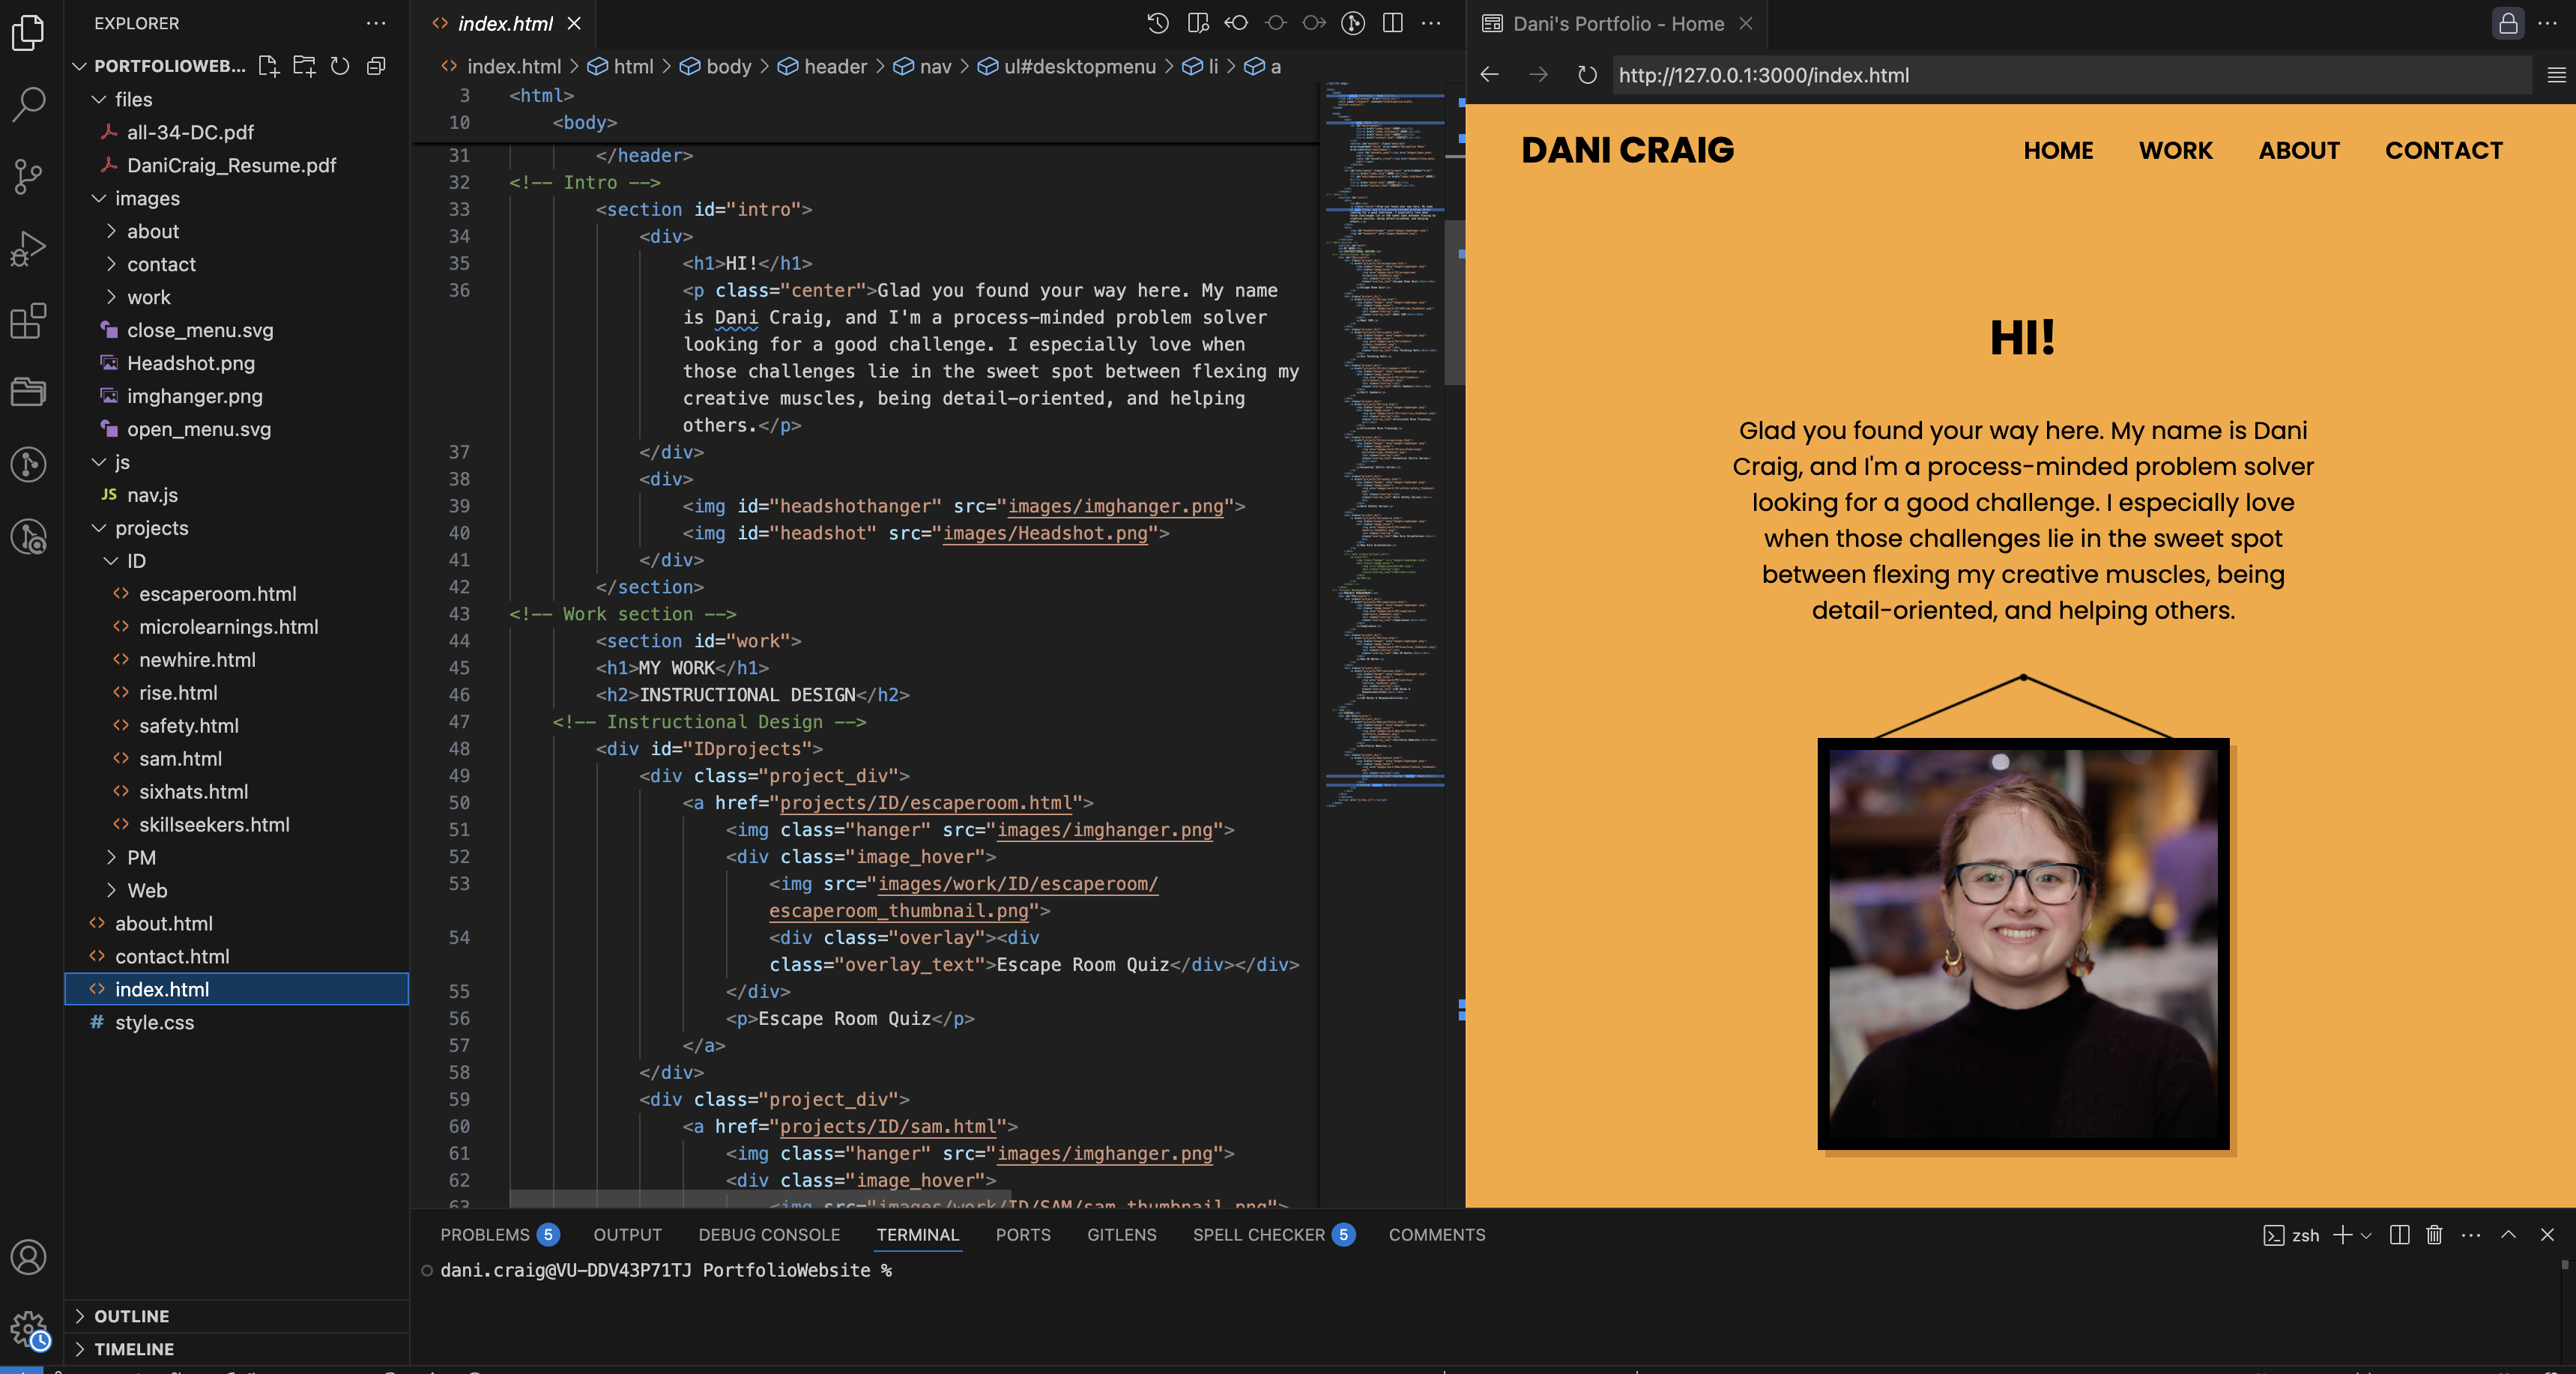 EXPLORER
PORTFOLIOWEB...
files
all-34-DC.pdf
DaniCraig_Resume.pdf
images
about
contact
work
close_menu.svg
Headshot.png
imghanger.png
open_menu.svg
js
JS nav.js
projects
ID
escaperoom.html
microlearnings.html
newhire.html
rise.html
safety.html
sam.html
sixhats.html
skillseekers.html
PM
Web
about.html
contact.html
index.html
# style.css
OUTLINE
TIMELINE
index.html
index.html > html > body > header > nav > ul#desktopmenu > li > a
3 <html>
10 <body>
31 </header>
32 <!-- Intro -->
33 <section id="intro">
34 <div>
35 <h1>HI!</h1>
36 <p class="center">Glad you found your way here. My name
is Dani Craig, and I'm a process-minded problem solver
looking for a good challenge. I especially love when
those challenges lie in the sweet spot between flexing my
creative muscles, being detail-oriented, and helping
others.</p>
37 </div>
38 <div>
39 <img id="headshothanger" src="images/imghanger.png">
40 <img id="headshot" src="images/Headshot.png">
41 </div>
42 </section>
43 <!-- Work section -->
44 <section id="work">
45 <h1>MY WORK</h1>
46 <h2>INSTRUCTIONAL DESIGN</h2>
47 <!-- Instructional Design -->
48 <div id="IDprojects">
49 <div class="project_div">
50 <a href="projects/ID/escaperoom.html">
51 <img class="hanger" src="images/imghanger.png">
52 <div class="image_hover">
53 <img src="images/work/ID/escaperoom/
escaperoom_thumbnail.png">
54 <div class="overlay"><div
class="overlay_text">Escape Room Quiz</div></div>
55 </div>
56 <p>Escape Room Quiz</p>
57 </a>
58 </div>
59 <div class="project_div">
60 <a href="projects/ID/sam.html">
61 <img class="hanger" src="images/imghanger.png">
62 <div class="image_hover">
63 <img src="images/work/ID/SAM/sam_thumbnail.png">
Dani's Portfolio - Home
http://127.0.0.1:3000/index.html
DANI CRAIG
HOME WORK ABOUT CONTACT
HI!
Glad you found your way here. My name is Dani
Craig, and I'm a process-minded problem solver
looking for a good challenge. I especially love
when those challenges lie in the sweet spot
between flexing my creative muscles, being
detail-oriented, and helping others.
PROBLEMS 5 OUTPUT DEBUG CONSOLE TERMINAL PORTS GITLENS SPELL CHECKER 5 COMMENTS
zsh
dani.craig@VU-DDV43P71TJ PortfolioWebsite %